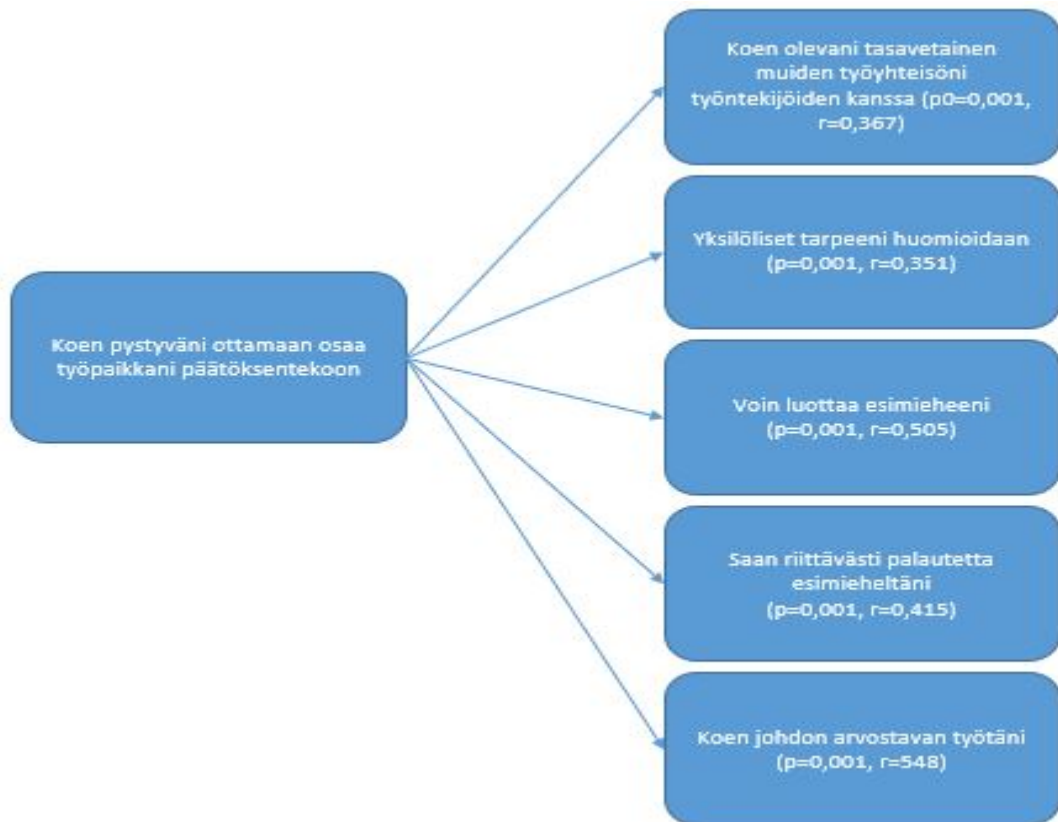 Koen olevani tasavetainen
muiden työyhteisöni
työntekijöiden kanssa (p0=0,001,
r=0,367)
Yksilöliset tarpeeni huomioidaan
(p=0,001, r=0,351)
Koen pystyväni ottamaan osaa
työpaikkani päätöksentekoon
Voin luottaa esimieheeni
(p=0,001, r=0,505)
Saan riittävästi palautetta
esimieheltäni
(p=0,001, r=0,415)
Koen johdon arvostavan työtäni
(p=0,001, r=548)